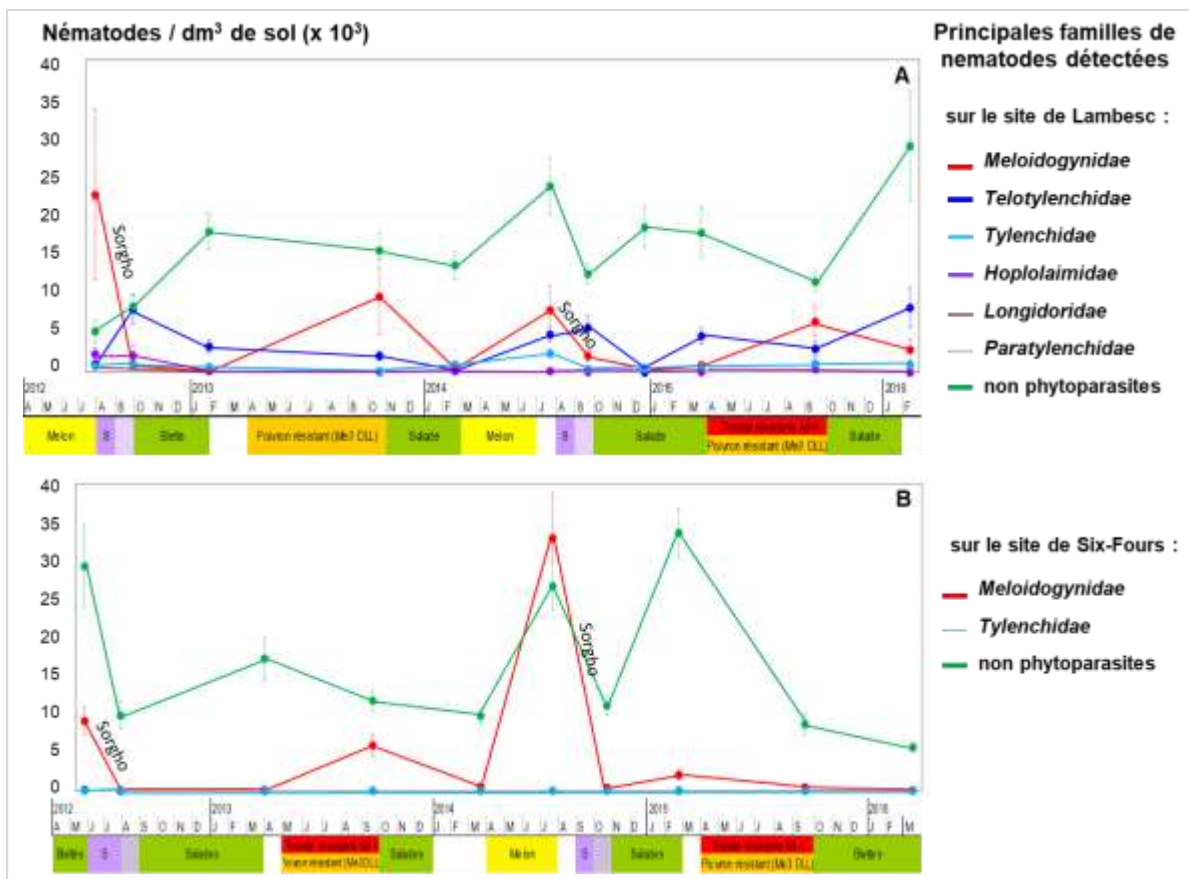 Nématodes / dm³ de sol (x 10³)
A
40
35
30
25
20
15
10
5
0
Sorgho
Sorgho
2012 2013 2014 2015 2016
A M J J A S O N D J F M A M J J A S O N D J F M A M J J A S O N D J F M A M J J A S O N D J F
Melon S Blette Poivron résistant (Me3 DLL) Salade Melon S Salade Salade
Poivron résistant (Me3 DLL)
B
40
35
30
25
20
15
10
5
0
Sorgho
Sorgho
2012 2013 2014 2015 2016
A M J J A S O N D J F M A M J J A S O N D J F M A M J J A S O N D J F M A M J J A S O N D J F M
Blettes S Salades Salades Melon S Salades Blettes
Poivron résistant (Me3 DLL) Poivron résistant (Me3 DLL)
Principales familles de
nematodes détectées
sur le site de Lambesc :
Meloidogynidae
Telotylenchidae
Tylenchidae
Hoplolaimidae
Longidoridae
Paratylenchidae
non phytoparasites
sur le site de Six-Fours :
Meloidogynidae
Tylenchidae
non phytoparasites